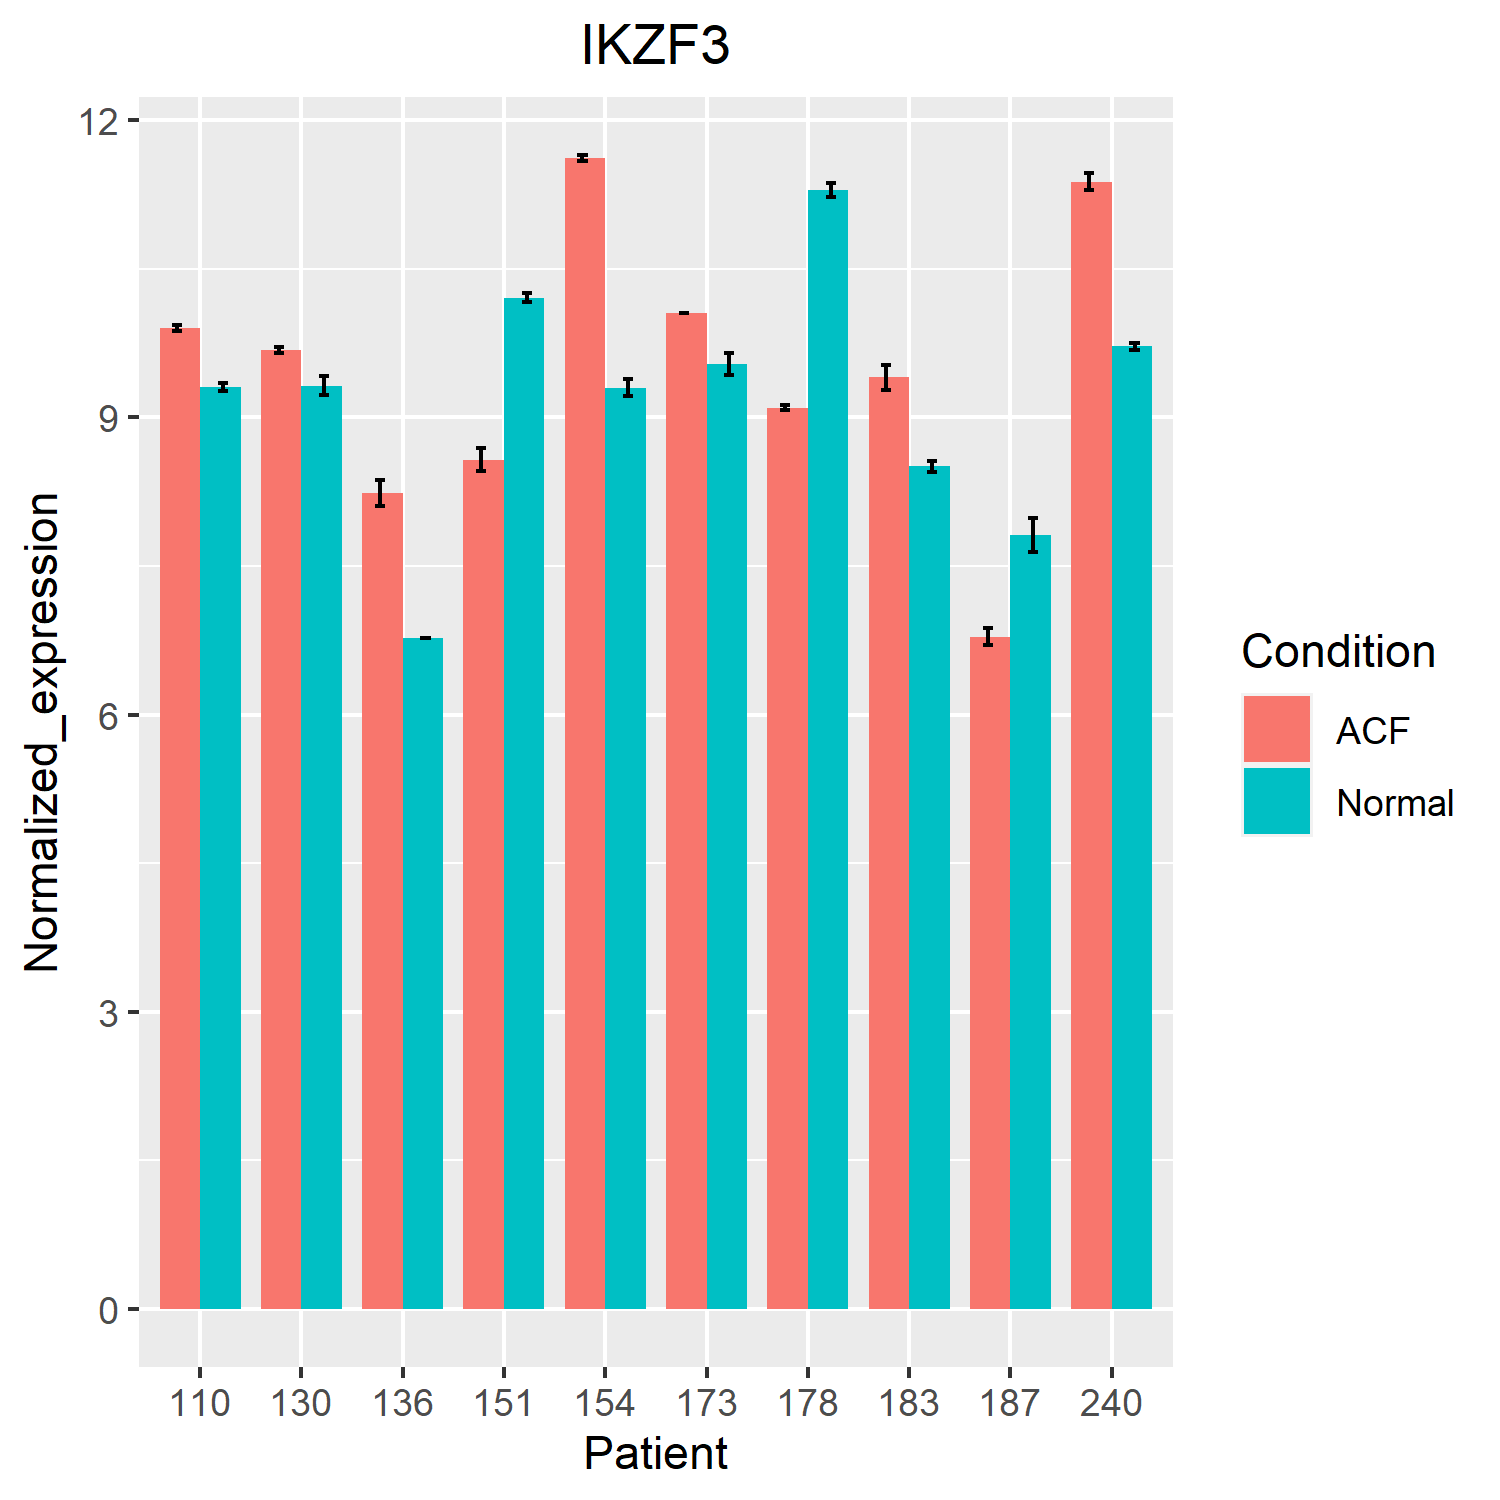 IKZF3
12
9
6
3
0
Normalized_expression
110 130 136 151 154 173 178 183 187 240
Patient
Condition
ACF
Normal